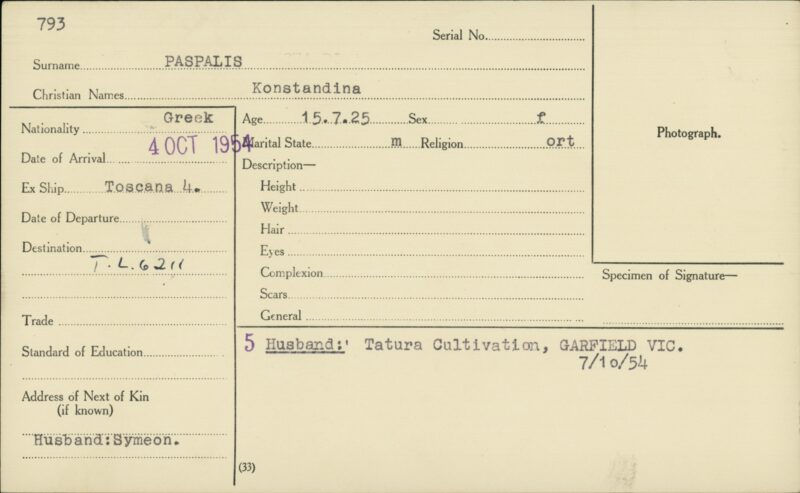 793
Serial No.
Surname PASPALIS
Christian Names Konstandina
Nationality Greek
Date of Arrival 4 OCT 1954
Ex Ship Toscana 4.
Date of Departure
Destination
T.L. 6211
Trade
Standard of Education
Address of Next of Kin
(if known)
Husband:Symeon.
Age 15.7.25 Sex f
Marital State m Religion ort
Description—
Height
Weight
Hair
Eyes
Complexion
Scars
General
Photograph.
Specimen of Signature—
5 Husband:' Tatura Cultivation, GARFIELD VIC.
7/10/54
(33)